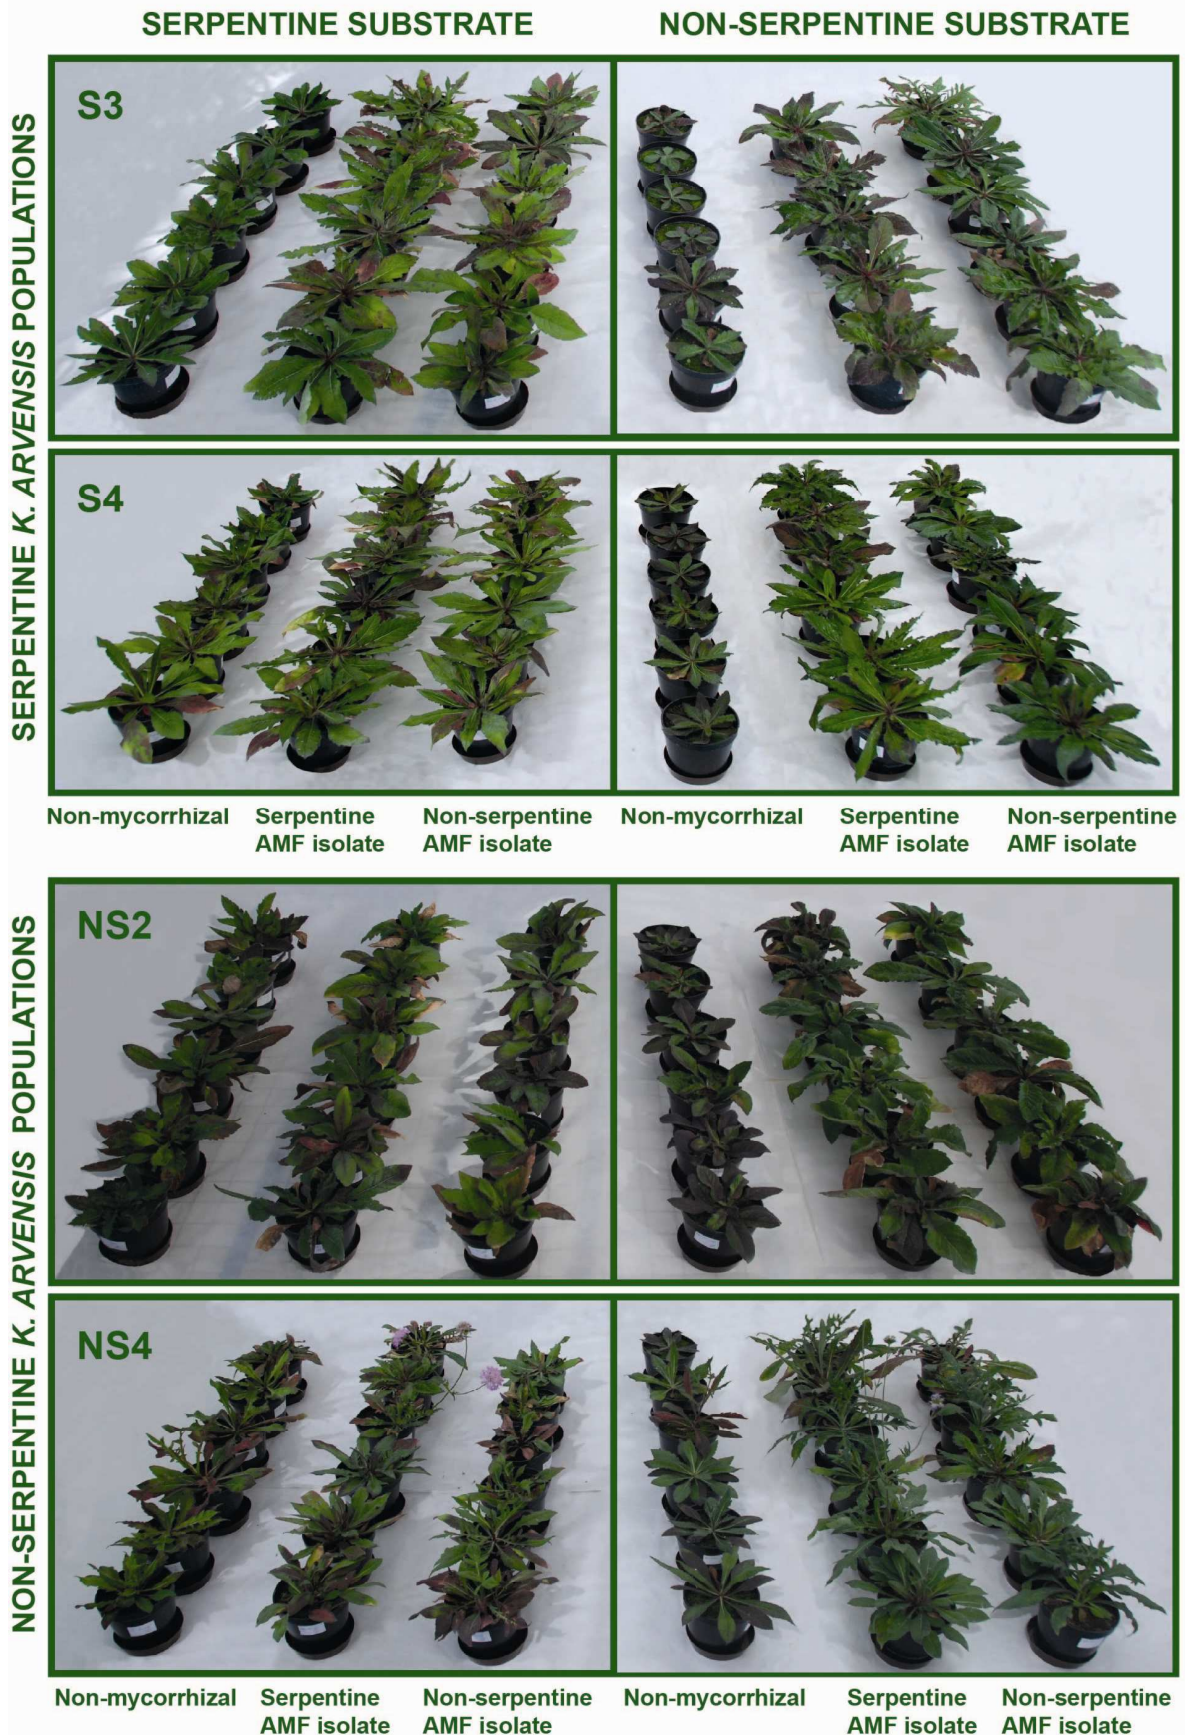 SERPENTINE SUBSTRATE
NON-SERPENTINE SUBSTRATE
SERPENTINE K. ARVENSIS POPULATIONS
S3
S4
Non-mycorrhizal
Serpentine
AMF isolate
Non-serpentine
AMF isolate
Non-mycorrhizal
Serpentine
AMF isolate
Non-serpentine
AMF isolate
NON-SERPENTINE K. ARVENSIS POPULATIONS
NS2
NS4
Non-mycorrhizal
Serpentine
AMF isolate
Non-serpentine
AMF isolate
Non-mycorrhizal
Serpentine
AMF isolate
Non-serpentine
AMF isolate